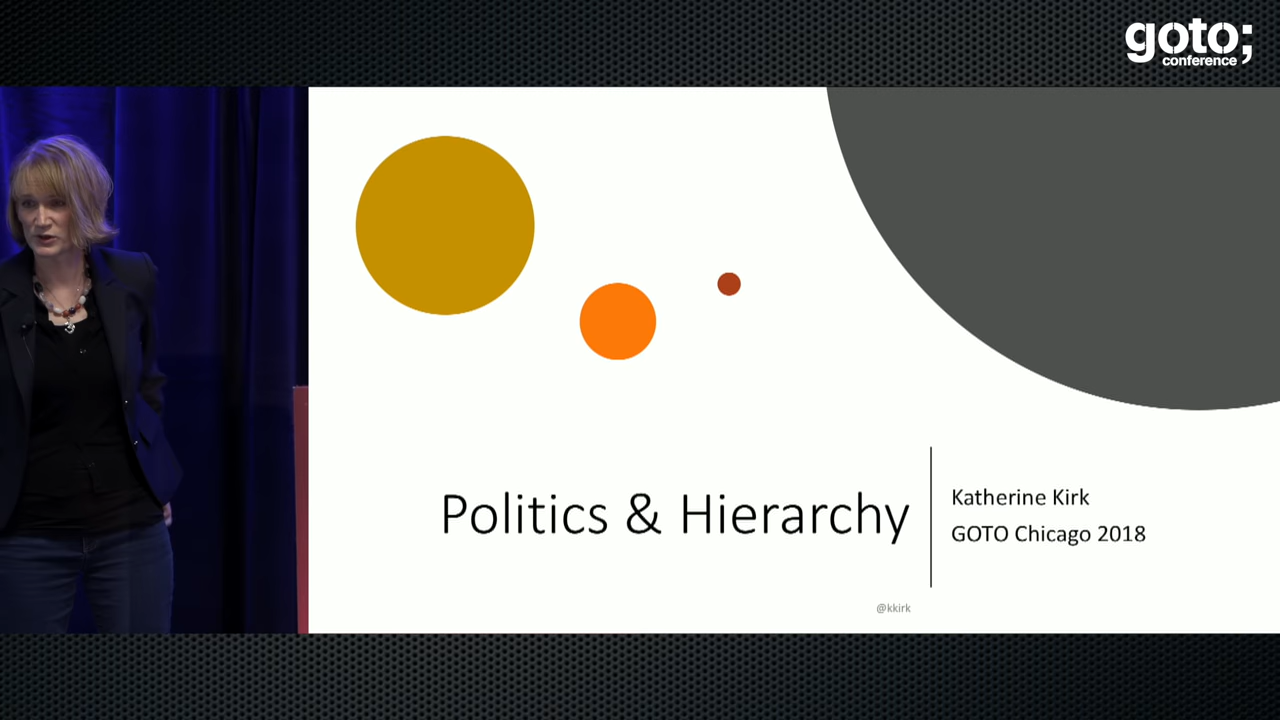 goto;
conference
Politics & Hierarchy
Katherine Kirk
GOTO Chicago 2018
@kkirk